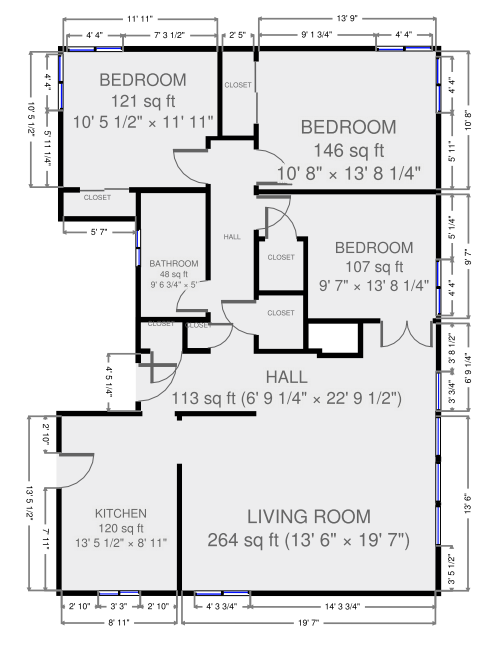 11' 11"
2' 5"
13' 9"
4' 4"
7' 3 1/2"
9' 1 3/4"
4' 4"
BEDROOM
121 sq ft
10' 5 1/2" × 11' 11"
CLOSET
BEDROOM
146 sq ft
10' 8" × 13' 8 1/4"
10' 5 1/2"
4' 4"
5' 11 1/4"
4' 4"
5' 11"
10' 8"
CLOSET
5' 7"
HALL
BATHROOM
48 sq ft
9' 6 3/4" × 5'
CLOSET
BEDROOM
107 sq ft
9' 7" × 13' 8 1/4"
5' 1/4"
4' 4"
9' 7"
CLOSET
CLOSET
CLOSET
4' 5 1/4"
HALL
113 sq ft (6' 9 1/4" × 22' 9 1/2")
3' 8 1/2"
3' 3/4"
6' 9 1/4"
2' 10"
7' 11"
13' 5 1/2"
KITCHEN
120 sq ft
13' 5 1/2" × 8' 11"
LIVING ROOM
264 sq ft (13' 6" × 19' 7")
13' 6"
3' 5 1/2"
2' 10"
3' 3"
2' 10"
4' 3 3/4"
14' 3 3/4"
8' 11"
19' 7"